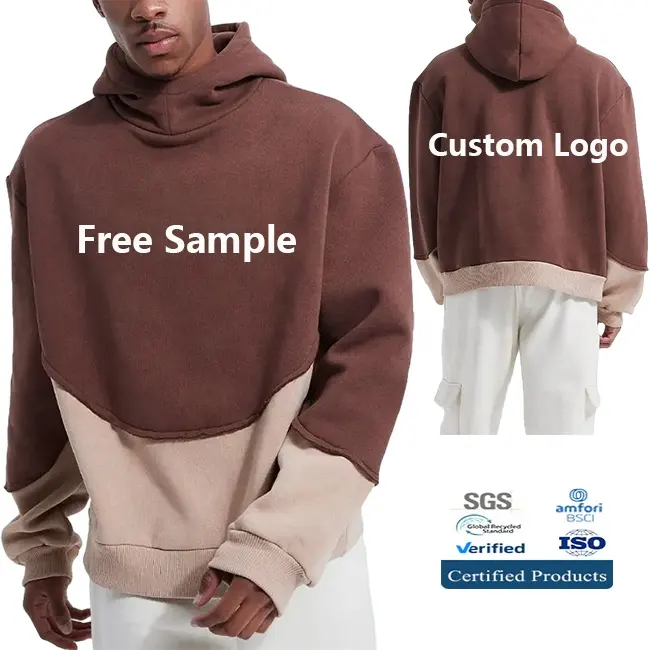 Free Sample
Custom Logo
SGS
Global Recycled
Standard
Verified
amfori
BSCI
ISO
Certified Products